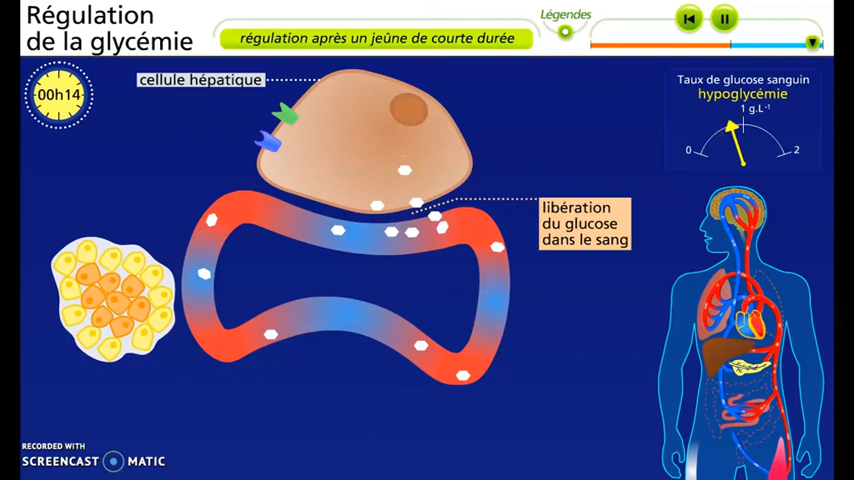 Régulation
de la glycémie
régulation après un jeûne de courte durée
Légendes
00h14
cellule hépatique
Taux de glucose sanguin
hypoglycémie
1 g.L-1
0
2
libération
du glucose
dans le sang
RECORDED WITH
SCREENCAST MATIC